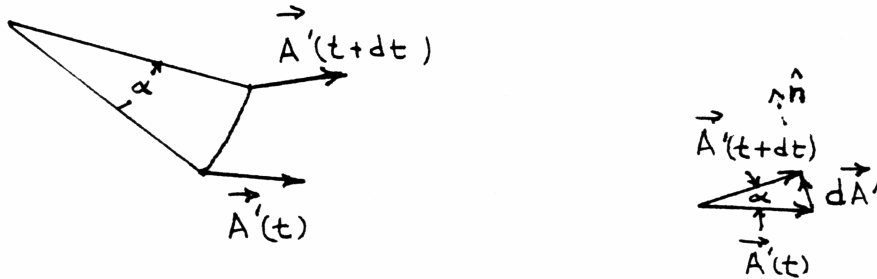 A⃗'(t+dt)
α
A⃗'(t)
n̂
A⃗'(t+dt)
α
dA⃗'
A⃗'(t)